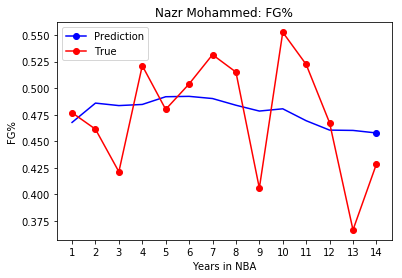 Nazr Mohammed: FG%
Prediction
True
FG%
0.550
0.525
0.500
0.475
0.450
0.425
0.400
0.375
1 2 3 4 5 6 7 8 9 10 11 12 13 14
Years in NBA